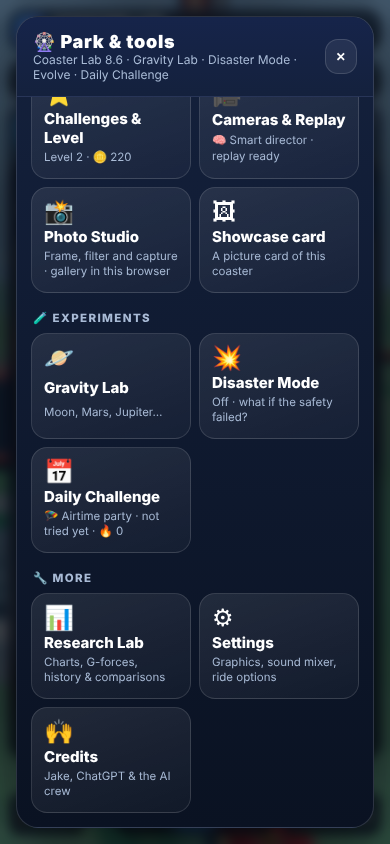 Park & tools
Coaster Lab 8.6 · Gravity Lab · Disaster Mode ·
Evolve · Daily Challenge
×
Challenges &
Level
Level 2 · 🪙 220
Cameras & Replay
🧠 Smart director ·
replay ready
Photo Studio
Frame, filter and capture
· gallery in this browser
Showcase card
A picture card of this
coaster
🧪 EXPERIMENTS
Gravity Lab
Moon, Mars, Jupiter...
Disaster Mode
Off · what if the safety
failed?
July
17
Daily Challenge
🪂 Airtime party · not
tried yet · 🔥 0
🔧 MORE
Research Lab
Charts, G-forces,
history & comparisons
Settings
Graphics, sound mixer,
ride options
Credits
Jake, ChatGPT & the AI
crew